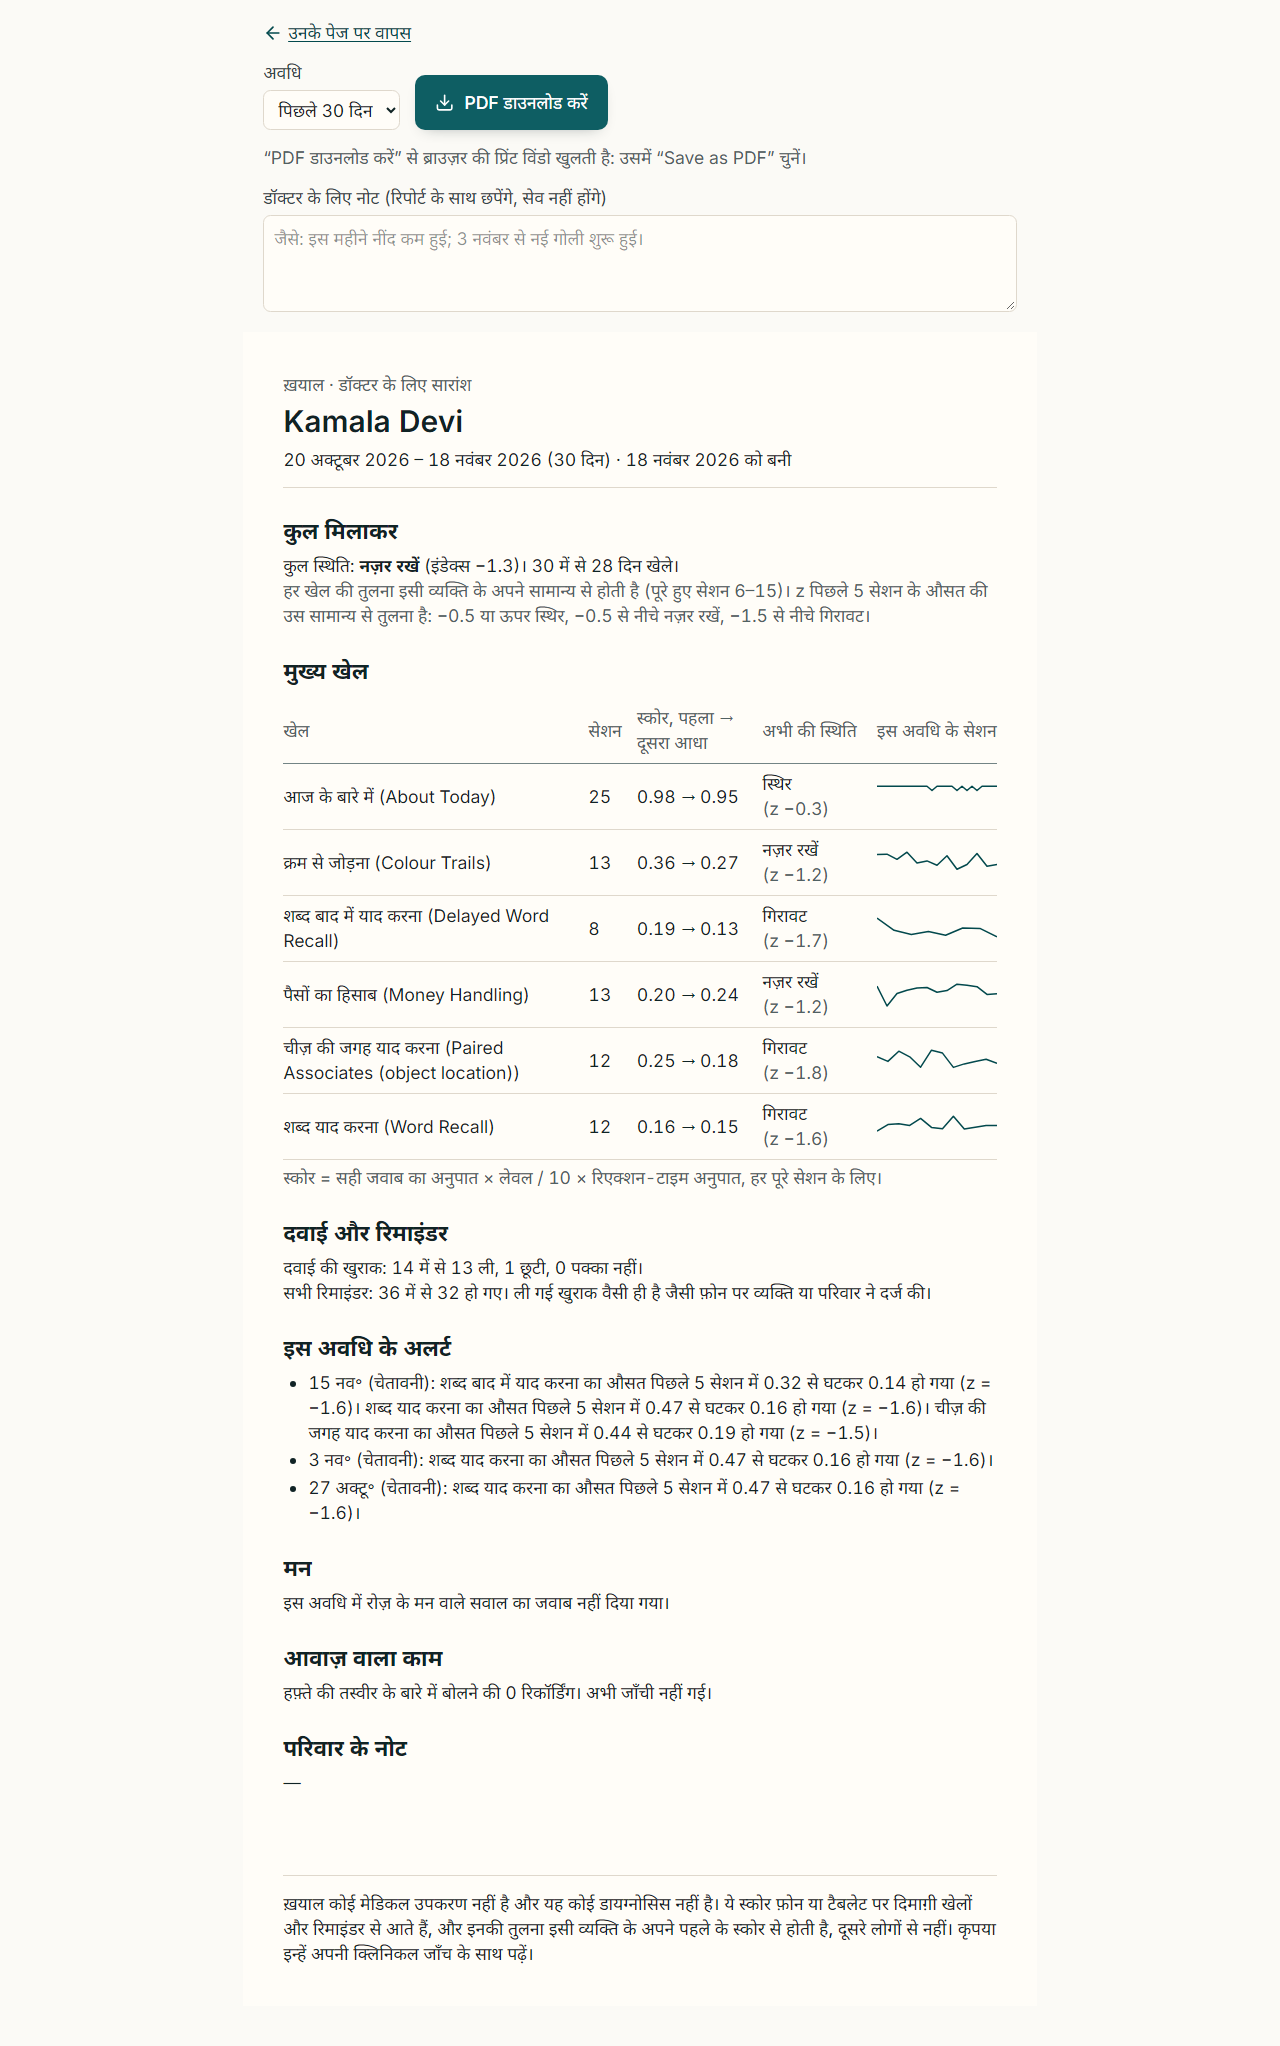 ← उनके पेज पर वापस
अवधि
पिछले 30 दिन
PDF डाउनलोड करें
“PDF डाउनलोड करें” से ब्राउज़र की प्रिंट विंडो खुलती है: उसमें “Save as PDF” चुनें।
डॉक्टर के लिए नोट (रिपोर्ट के साथ छपेंगे, सेव नहीं होंगे)
जैसे: इस महीने नींद कम हुई; 3 नवंबर से नई गोली शुरू हुई।
ख़याल · डॉक्टर के लिए सारांश
Kamala Devi
20 अक्टूबर 2026 – 18 नवंबर 2026 (30 दिन) · 18 नवंबर 2026 को बनी
कुल मिलाकर
कुल स्थिति: नज़र रखें (इंडेक्स −1.3)। 30 में से 28 दिन खेले।
हर खेल की तुलना इसी व्यक्ति के अपने सामान्य से होती है (पूरे हुए सेशन 6–15)। z पिछले 5 सेशन के औसत की
उस सामान्य से तुलना है: −0.5 या ऊपर स्थिर, −0.5 से नीचे नज़र रखें, −1.5 से नीचे गिरावट।
मुख्य खेल
खेल सेशन स्कोर, पहला → दूसरा आधा अभी की स्थिति इस अवधि के सेशन
आज के बारे में (About Today) 25 0.98 → 0.95 स्थिर (z −0.3)
क्रम से जोड़ना (Colour Trails) 13 0.36 → 0.27 नज़र रखें (z −1.2)
शब्द बाद में याद करना (Delayed Word Recall) 8 0.19 → 0.13 गिरावट (z −1.7)
पैसों का हिसाब (Money Handling) 13 0.20 → 0.24 नज़र रखें (z −1.2)
चीज़ की जगह याद करना (Paired Associates (object location)) 12 0.25 → 0.18 गिरावट (z −1.8)
शब्द याद करना (Word Recall) 12 0.16 → 0.15 गिरावट (z −1.6)
स्कोर = सही जवाब का अनुपात × लेवल / 10 × रिएक्शन-टाइम अनुपात, हर पूरे सेशन के लिए।
दवाई और रिमाइंडर
दवाई की खुराक: 14 में से 13 ली, 1 छूटी, 0 पक्का नहीं।
सभी रिमाइंडर: 36 में से 32 हो गए। ली गई खुराक वैसी ही है जैसी फ़ोन पर व्यक्ति या परिवार ने दर्ज की।
इस अवधि के अलर्ट
• 15 नव॰ (चेतावनी): शब्द बाद में याद करना का औसत पिछले 5 सेशन में 0.32 से घटकर 0.14 हो गया (z =
−1.6)। शब्द याद करना का औसत पिछले 5 सेशन में 0.47 से घटकर 0.16 हो गया (z = −1.6)। चीज़ की
जगह याद करना का औसत पिछले 5 सेशन में 0.44 से घटकर 0.19 हो गया (z = −1.5)।
• 3 नव॰ (चेतावनी): शब्द याद करना का औसत पिछले 5 सेशन में 0.47 से घटकर 0.16 हो गया (z = −1.6)।
• 27 अक्टू॰ (चेतावनी): शब्द याद करना का औसत पिछले 5 सेशन में 0.47 से घटकर 0.16 हो गया (z =
−1.6)।
मन
इस अवधि में रोज़ के मन वाले सवाल का जवाब नहीं दिया गया।
आवाज़ वाला काम
हफ़्ते की तस्वीर के बारे में बोलने की 0 रिकॉर्डिंग। अभी जाँची नहीं गई।
परिवार के नोट
—
ख़याल कोई मेडिकल उपकरण नहीं है और यह कोई डायग्नोसिस नहीं है। ये स्कोर फ़ोन या टैबलेट पर दिमाग़ी खेलों
और रिमाइंडर से आते हैं, और इनकी तुलना इसी व्यक्ति के अपने पहले के स्कोर से होती है, दूसरे लोगों से नहीं। कृपया
इन्हें अपनी क्लिनिकल जाँच के साथ पढ़ें।